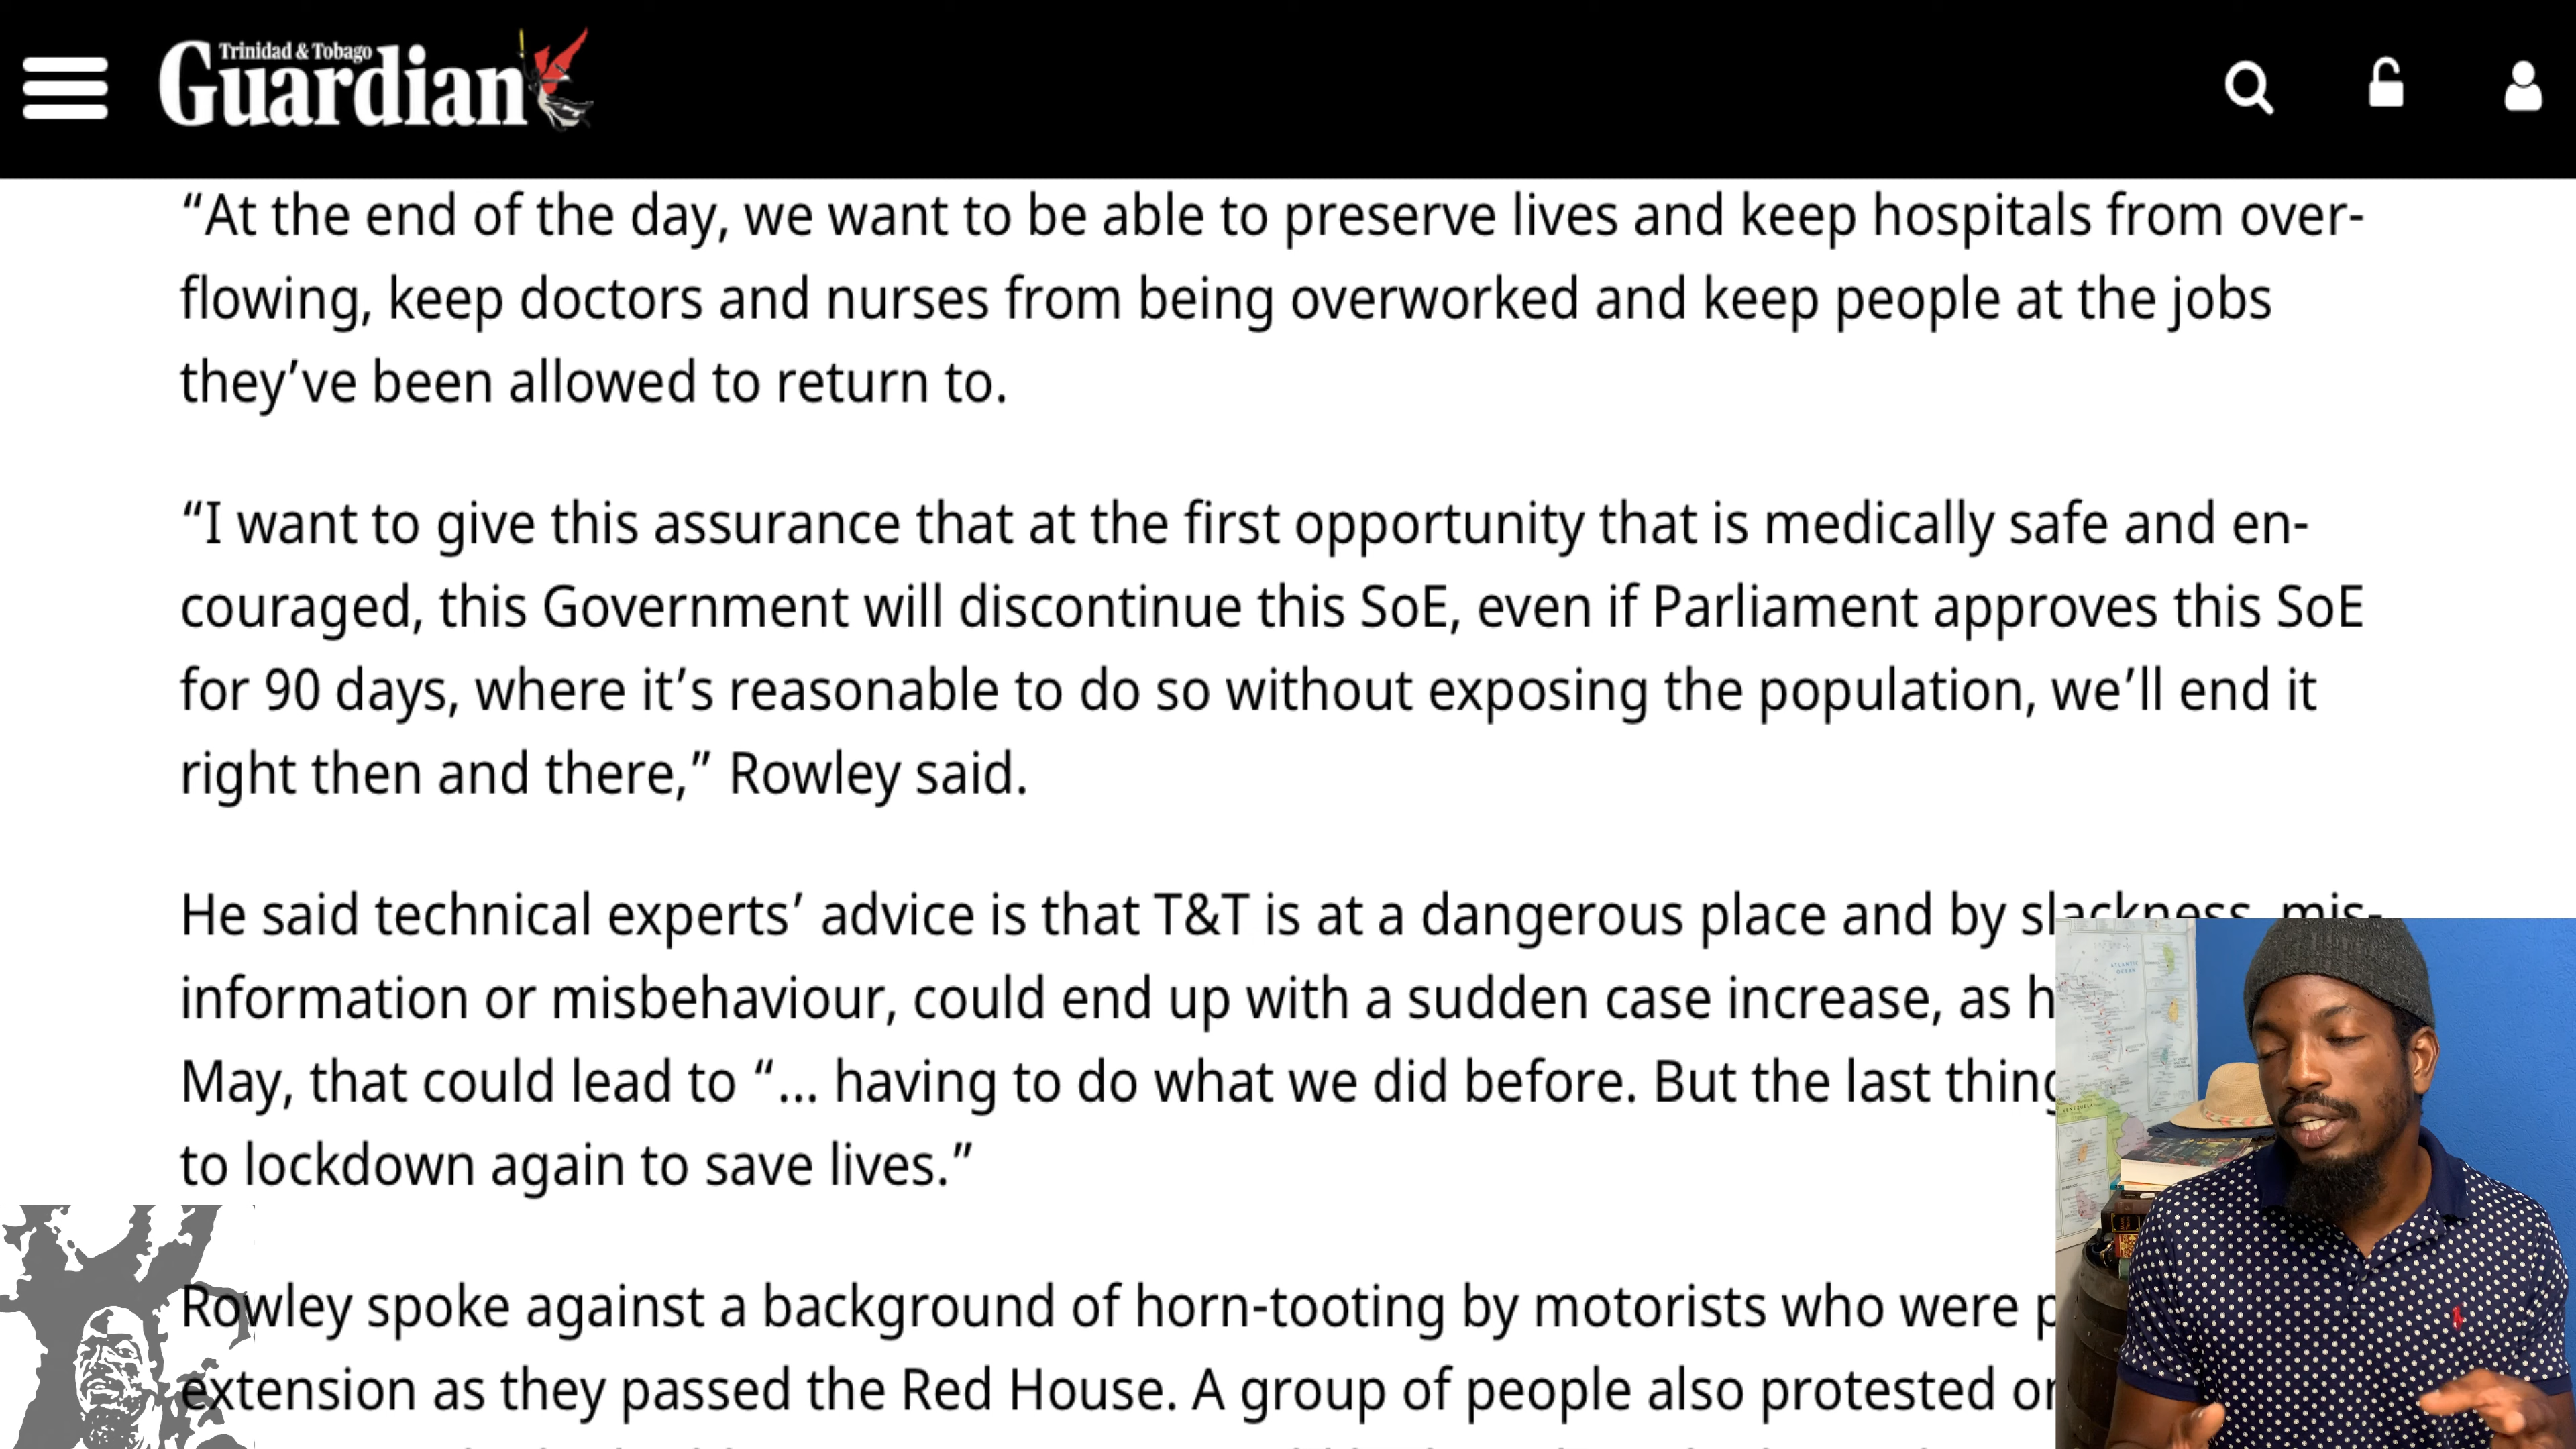 Trinidad & Tobago
Guardian
“At the end of the day, we want to be able to preserve lives and keep hospitals from over-
flowing, keep doctors and nurses from being overworked and keep people at the jobs
they’ve been allowed to return to.
“I want to give this assurance that at the first opportunity that is medically safe and en-
couraged, this Government will discontinue this SoE, even if Parliament approves this SoE
for 90 days, where it’s reasonable to do so without exposing the population, we’ll end it
right then and there,” Rowley said.
He said technical experts’ advice is that T&T is at a dangerous place and by slackness, mis-
information or misbehaviour, could end up with a sudden case increase, as
May, that could lead to “... having to do what we did before. But the last thing
to lockdown again to save lives.”
Rowley spoke against a background of horn-tooting by motorists who were
extension as they passed the Red House. A group of people also protested
ATLANTIC
OCEAN
VENEZUELA